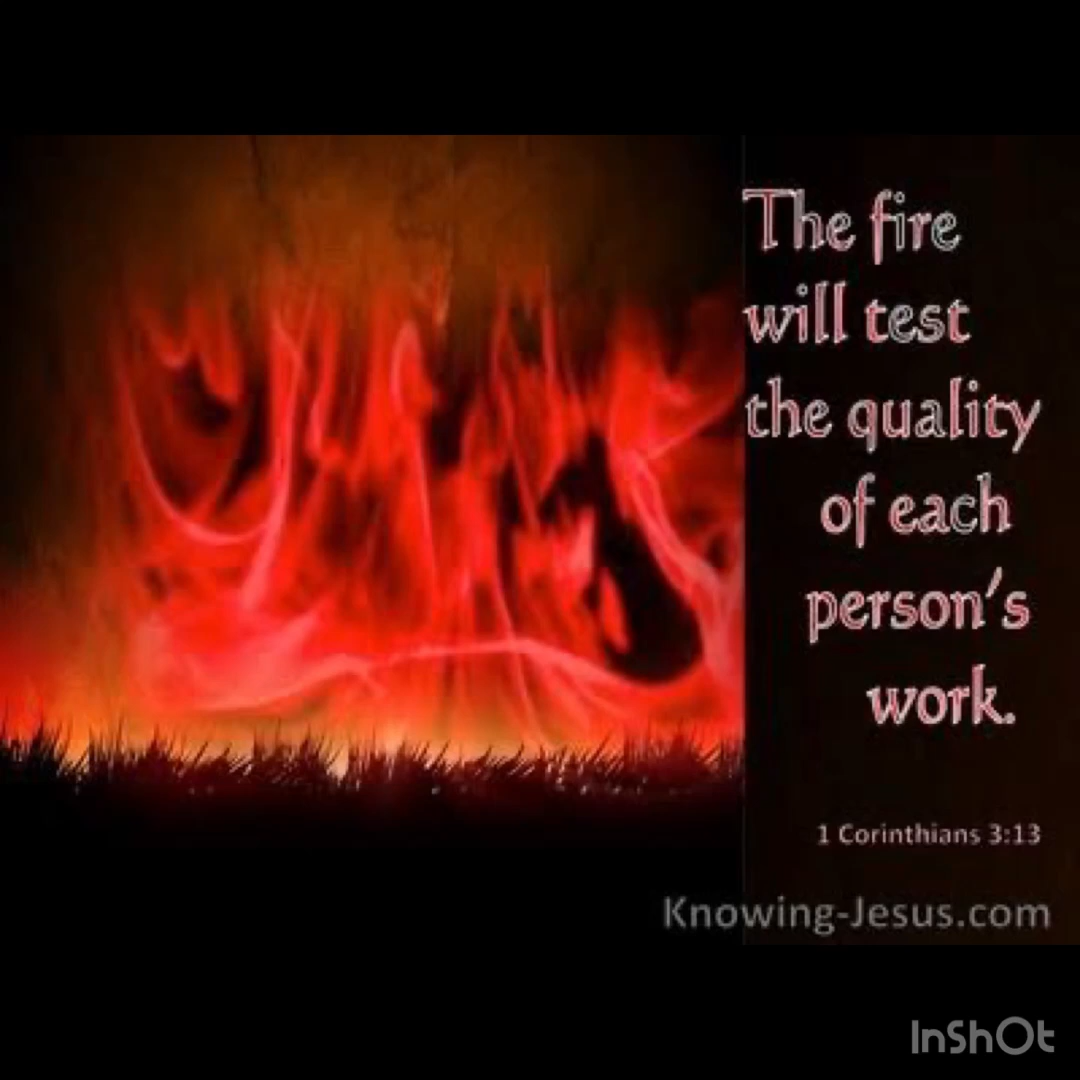 The fire
will test
the quality
of each
person's
work.
1 Corinthians 3:13
Knowing-Jesus.com
InShOt